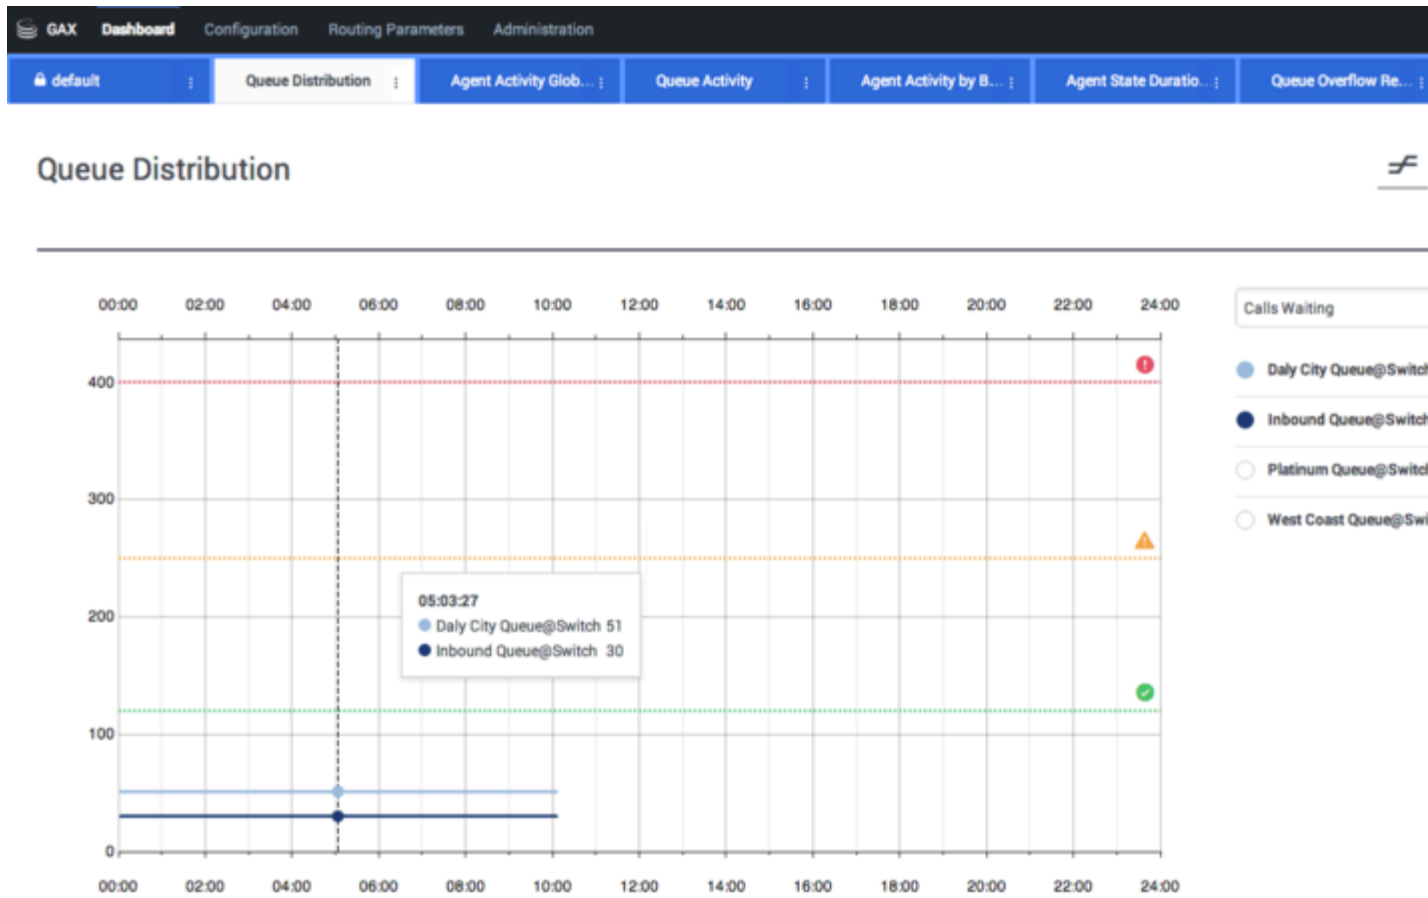 GAX Dashboard Configuration Routing Parameters Administration
default Queue Distribution Agent Activity Glob... Queue Activity Agent Activity by B... Agent State Duratio... Queue Overflow Re...
Queue Distribution
00:00 02:00 04:00 06:00 08:00 10:00 12:00 14:00 16:00 18:00 20:00 22:00 24:00
Calls Waiting
Daly City Queue@Switch
Inbound Queue@Switch
Platinum Queue@Switch
West Coast Queue@Swi
400
300
200
100
0
05:03:27
Daly City Queue@Switch 51
Inbound Queue@Switch 30
00:00 02:00 04:00 06:00 08:00 10:00 12:00 14:00 16:00 18:00 20:00 22:00 24:00